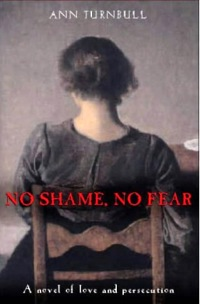 ANN TURNBULL
NO SHAME, NO FEAR
A novel of love and persecution